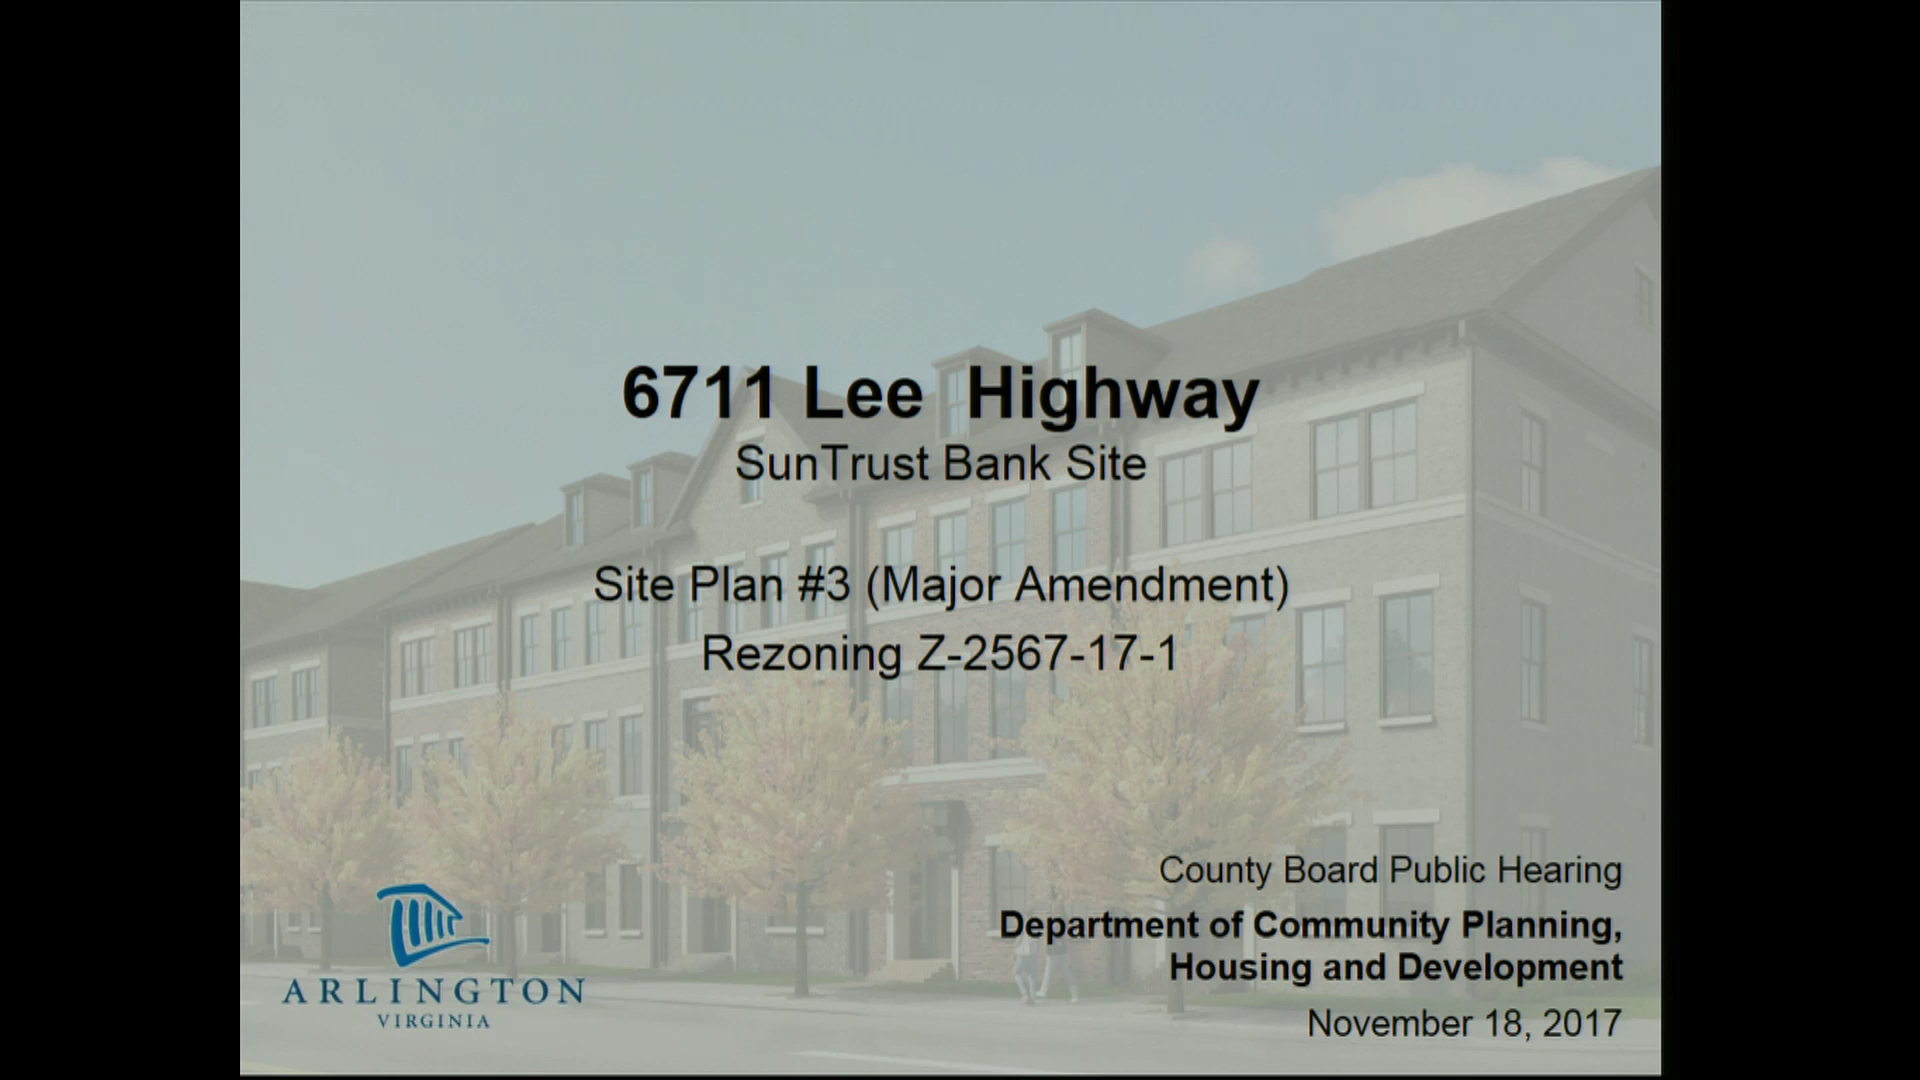 6711 Lee Highway
SunTrust Bank Site
Site Plan #3 (Major Amendment)
Rezoning Z-2567-17-1
County Board Public Hearing
Department of Community Planning,
Housing and Development
November 18, 2017
ARLINGTON
VIRGINIA